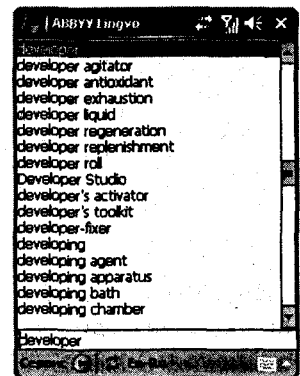 ABBYY Lingvo
developer
developer agitator
developer antioxidant
developer exhaustion
developer liquid
developer regeneration
developer replenishment
developer roll
Developer Studio
developer's activator
developer's toolkit
developer-fixer
developing
developing agent
developing apparatus
developing bath
developing chamber
developer